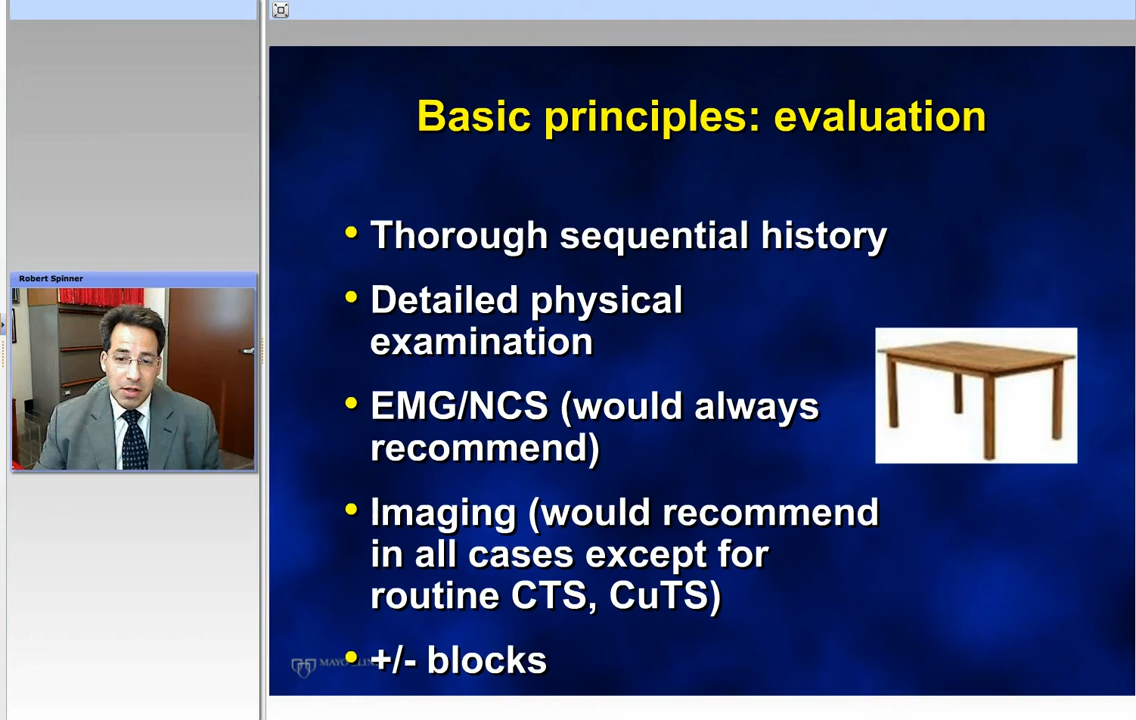 Basic principles: evaluation
Robert Spinner
• Thorough sequential history
• Detailed physical
examination
• EMG/NCS (would always
recommend)
• Imaging (would recommend
in all cases except for
routine CTS, CuTS)
• +/- blocks
MAYO